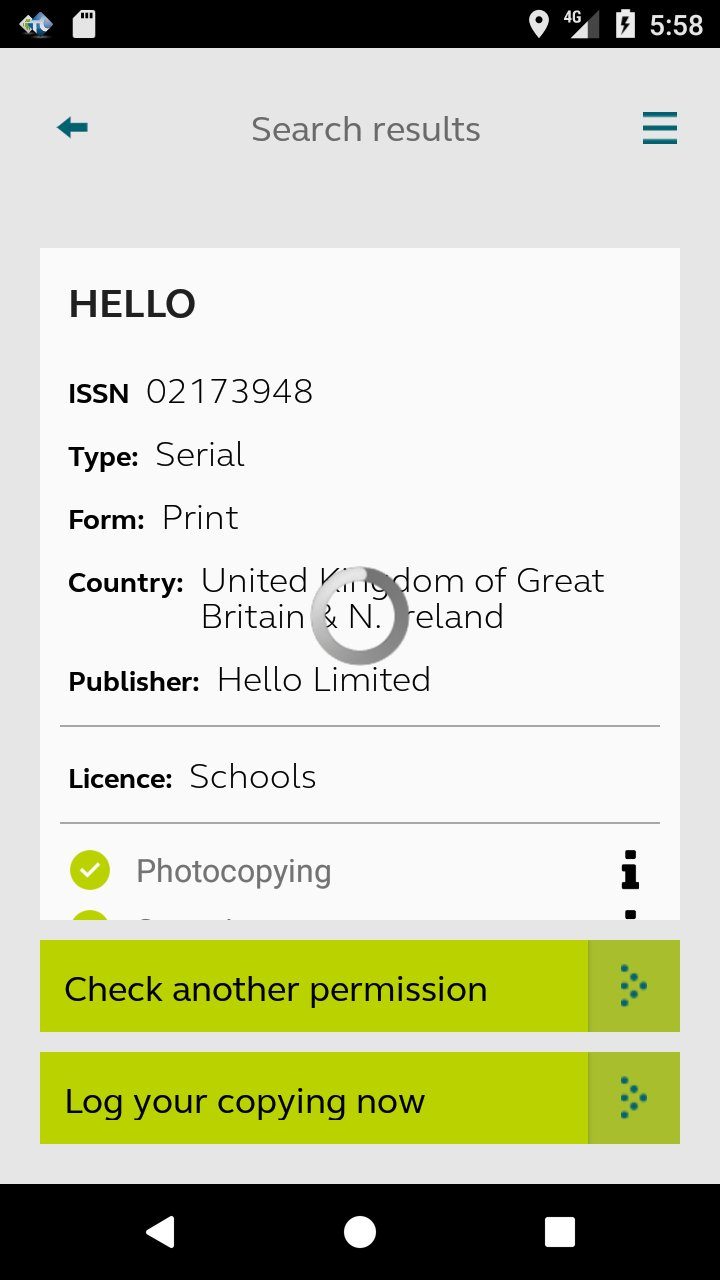 4G 5:58
Search results
HELLO
ISSN 02173948
Type: Serial
Form: Print
Country: United Kingdom of Great
Britain & N. Ireland
Publisher: Hello Limited
Licence: Schools
Photocopying
Check another permission
Log your copying now